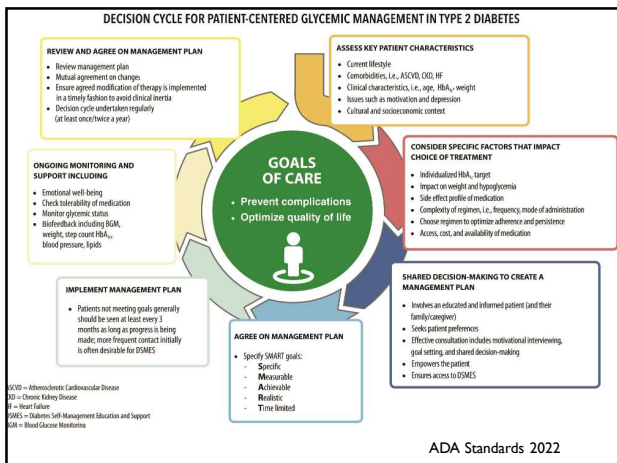 DECISION CYCLE FOR PATIENT-CENTERED GLYCEMIC MANAGEMENT IN TYPE 2 DIABETES
REVIEW AND AGREE ON MANAGEMENT PLAN
• Review management plan
• Mutual agreement on changes
• Ensure agreed modification of therapy is implemented
in a timely fashion to avoid clinical inertia
• Decision cycle undertaken regularly
(at least once/twice a year)
ASSESS KEY PATIENT CHARACTERISTICS
• Current lifestyle
• Comorbidities, i.e., ASCVD, CKD, HF
• Clinical characteristics, i.e., age, HbA1c, weight
• Issues such as motivation and depression
• Cultural and socioeconomic context
ONGOING MONITORING AND
SUPPORT INCLUDING
• Emotional well-being
• Check tolerability of medication
• Monitor glycemic status
• Biofeedback including BGM,
weight, step count HbA1c,
blood pressure, lipids
GOALS
OF CARE
• Prevent complications
• Optimize quality of life
CONSIDER SPECIFIC FACTORS THAT IMPACT
CHOICE OF TREATMENT
• Individualized HbA1c target
• Impact on weight and hypoglycemia
• Side effect profile of medication
• Complexity of regimen, i.e., frequency, mode of administration
• Choose regimen to optimize adherence and persistence
• Access, cost, and availability of medication
IMPLEMENT MANAGEMENT PLAN
• Patients not meeting goals generally
should be seen at least every 3
months as long as progress is being
made; more frequent contact initially
is often desirable for DSMES
AGREE ON MANAGEMENT PLAN
• Specify SMART goals:
- Specific
- Measurable
- Achievable
- Realistic
- Time limited
SHARED DECISION-MAKING TO CREATE A
MANAGEMENT PLAN
• Involves an educated and informed patient (and their
family/caregiver)
• Seeks patient preferences
• Effective consultation includes motivational interviewing,
goal setting, and shared decision-making
• Empowers the patient
• Ensures access to DSMES
ASCVD = Atherosclerotic Cardiovascular Disease
CKD = Chronic Kidney Disease
HF = Heart Failure
DSMES = Diabetes Self-Management Education and Support
BGM = Blood Glucose Monitoring
ADA Standards 2022